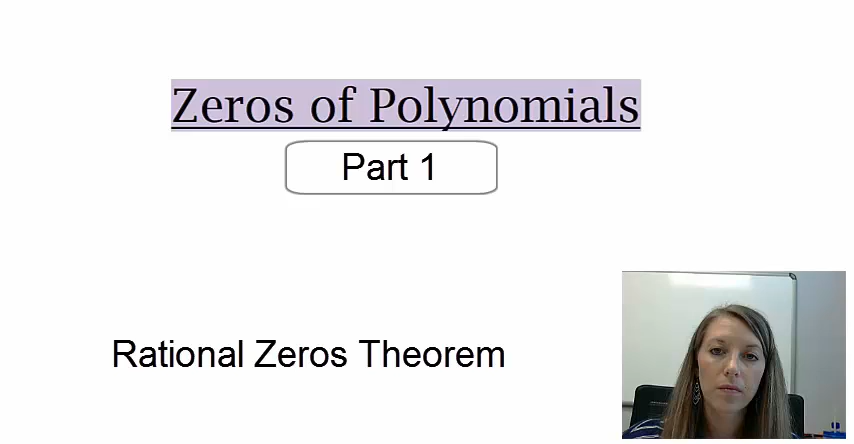 Zeros of Polynomials
Part 1
Rational Zeros Theorem